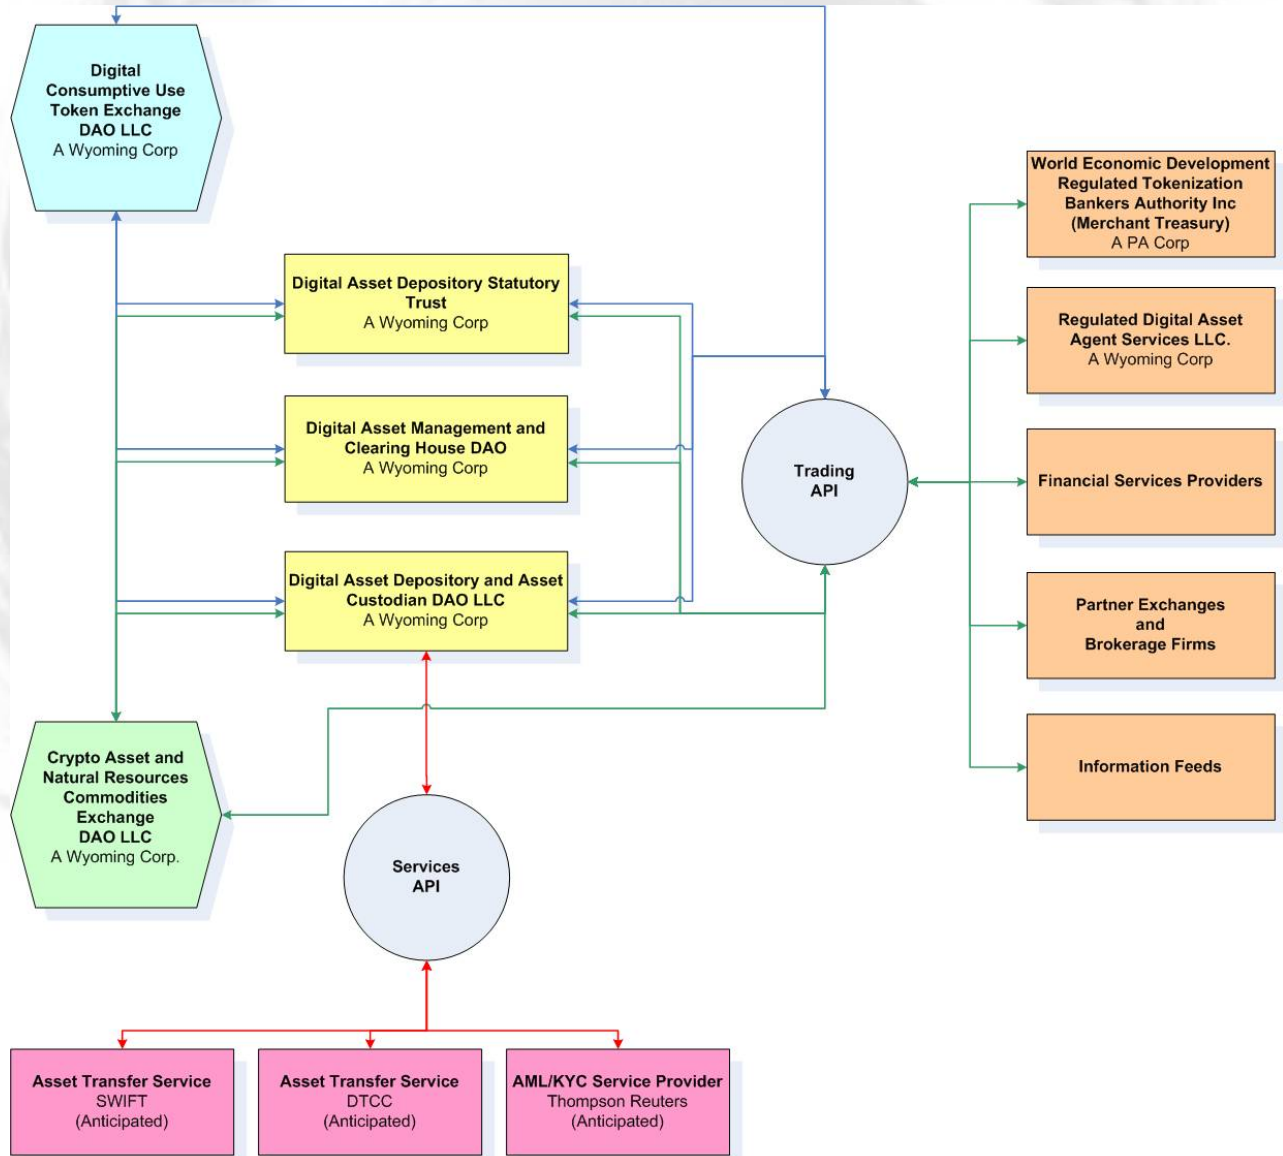 Digital
Consumptive Use
Token Exchange
DAO LLC
A Wyoming Corp
World Economic Development
Regulated Tokenization
Bankers Authority Inc
(Merchant Treasury)
A PA Corp
Digital Asset Depository Statutory
Trust
A Wyoming Corp
Regulated Digital Asset
Agent Services LLC.
A Wyoming Corp
Digital Asset Management and
Clearing House DAO
A Wyoming Corp
Trading
API
Financial Services Providers
Digital Asset Depository and Asset
Custodian DAO LLC
A Wyoming Corp
Partner Exchanges
and
Brokerage Firms
Crypto Asset and
Natural Resources
Commodities
Exchange
DAO LLC
A Wyoming Corp.
Information Feeds
Services
API
Asset Transfer Service
SWIFT
(Anticipated)
Asset Transfer Service
DTCC
(Anticipated)
AML/KYC Service Provider
Thompson Reuters
(Anticipated)